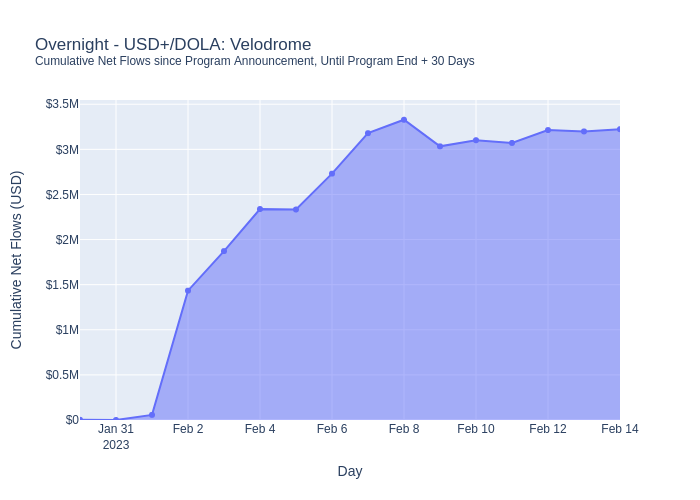 Overnight - USD+/DOLA: Velodrome
Cumulative Net Flows since Program Announcement, Until Program End + 30 Days
Cumulative Net Flows (USD)
$3.5M
$3M
$2.5M
$2M
$1.5M
$1M
$0.5M
$0
Jan 31 Feb 2 Feb 4 Feb 6 Feb 8 Feb 10 Feb 12 Feb 14
2023
Day